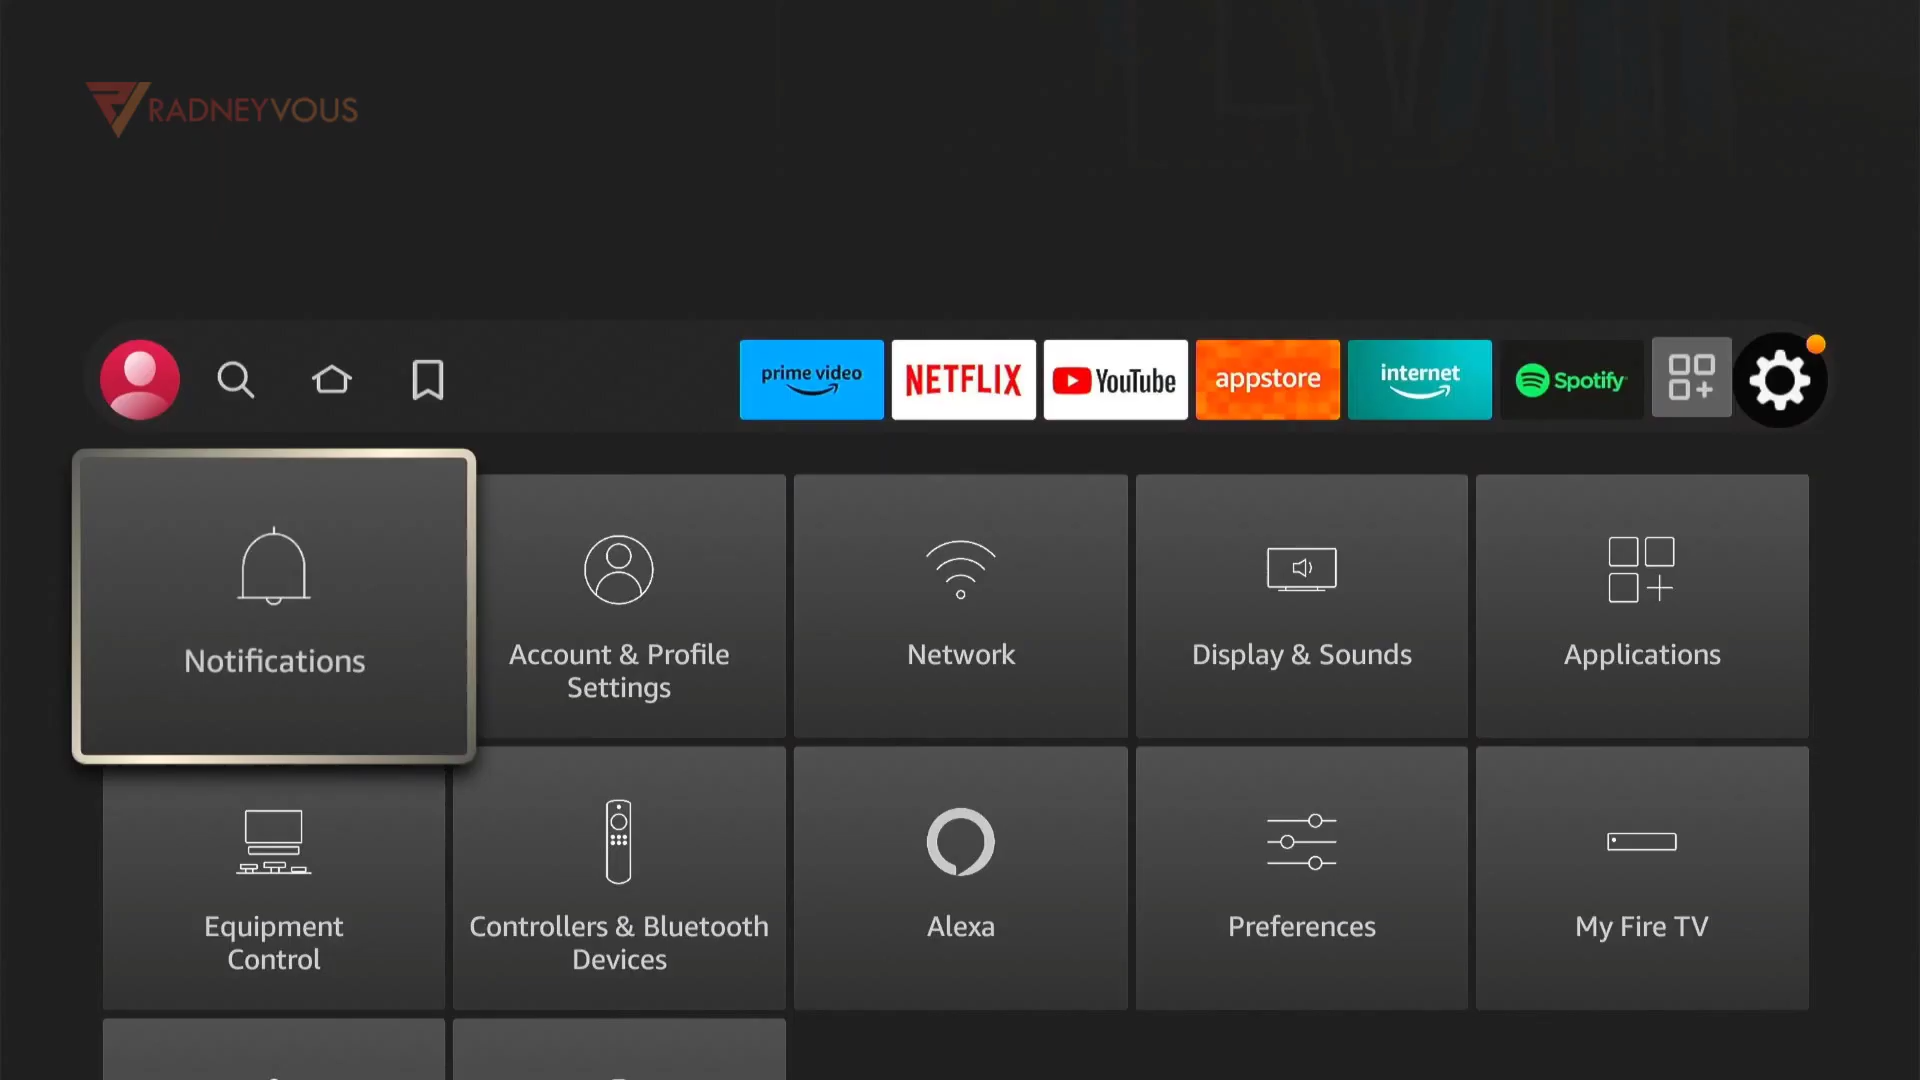 RADNEYVOUS
prime video
NETFLIX
YouTube
appstore
internet
Spotify
Notifications
Account & Profile
Settings
Network
Display & Sounds
Applications
Equipment
Control
Controllers & Bluetooth
Devices
Alexa
Preferences
My Fire TV